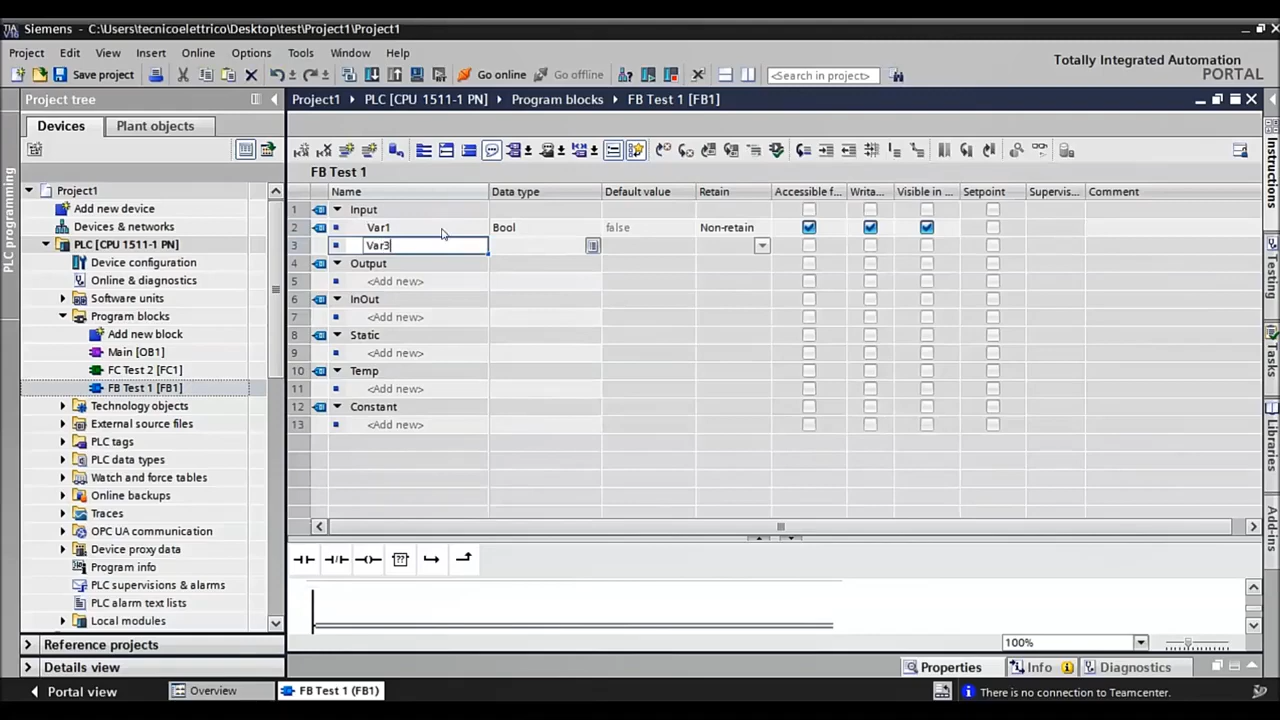 Siemens - C:\Users\tecnicoelettrico\Desktop\test\Project1\Project1
Project Edit View Insert Online Options Tools Window Help
Totally Integrated Automation
PORTAL
Save project
Go online
Go offline
<Search in project>
Project tree
Project1 PLC [CPU 1511-1 PN] Program blocks FB Test 1 [FB1]
Devices
Plant objects
PLC programming
Project1
Add new device
Devices & networks
PLC [CPU 1511-1 PN]
Device configuration
Online & diagnostics
Software units
Program blocks
Add new block
Main [OB1]
FC Test 2 [FC1]
FB Test 1 [FB1]
Technology objects
External source files
PLC tags
PLC data types
Watch and force tables
Online backups
Traces
OPC UA communication
Device proxy data
Program info
PLC supervisions & alarms
PLC alarm text lists
Local modules
Reference projects
Details view
FB Test 1
Name Data type Default value Retain Accessible f... Writa... Visible in ... Setpoint Supervis... Comment
1 Input
2 Var1 Bool false Non-retain
3 Var3
4 Output
5 <Add new>
6 InOut
7 <Add new>
8 Static
9 <Add new>
10 Temp
11 <Add new>
12 Constant
13 <Add new>
??
100%
Properties
Info
Diagnostics
Instructions
Testing
Tasks
Libraries
Add-ins
Portal view
Overview
FB Test 1 (FB1)
There is no connection to Teamcenter.